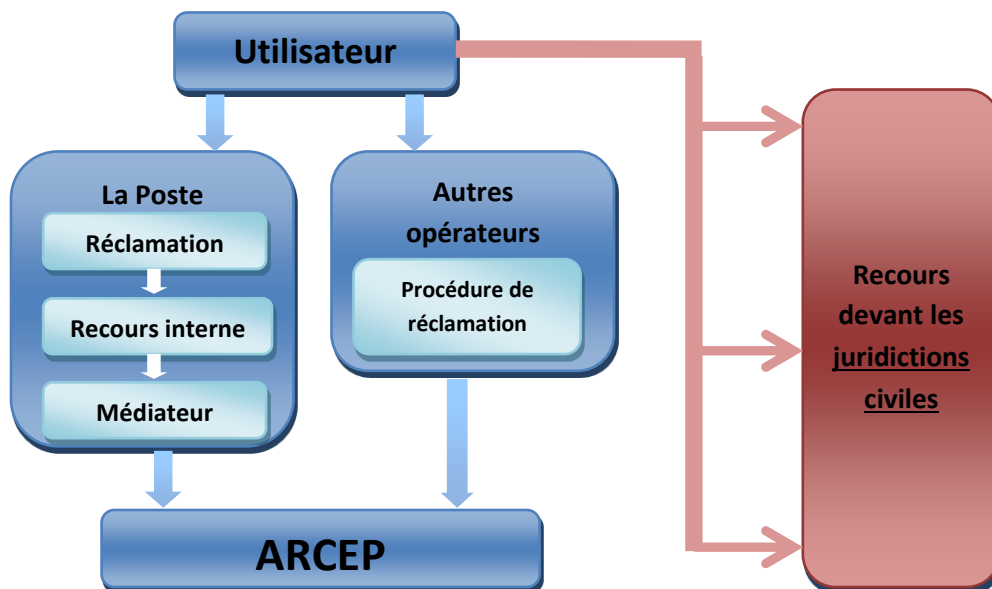 Utilisateur
La Poste
Réclamation
Recours interne
Médiateur
Autres
opérateurs
Procédure de
réclamation
ARCEP
Recours
devant les
juridictions
civiles